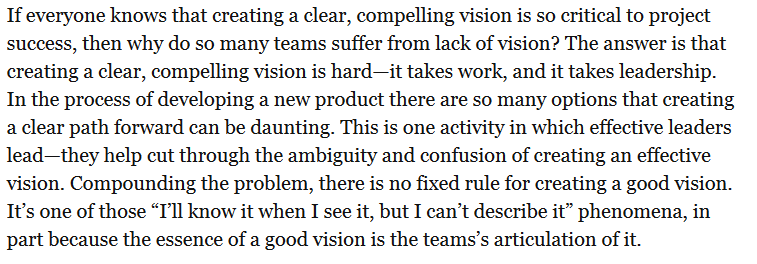 If everyone knows that creating a clear, compelling vision is so critical to project
success, then why do so many teams suffer from lack of vision? The answer is that
creating a clear, compelling vision is hard—it takes work, and it takes leadership.
In the process of developing a new product there are so many options that creating
a clear path forward can be daunting. This is one activity in which effective leaders
lead—they help cut through the ambiguity and confusion of creating an effective
vision. Compounding the problem, there is no fixed rule for creating a good vision.
It’s one of those “I’ll know it when I see it, but I can’t describe it” phenomena, in
part because the essence of a good vision is the teams’s articulation of it.